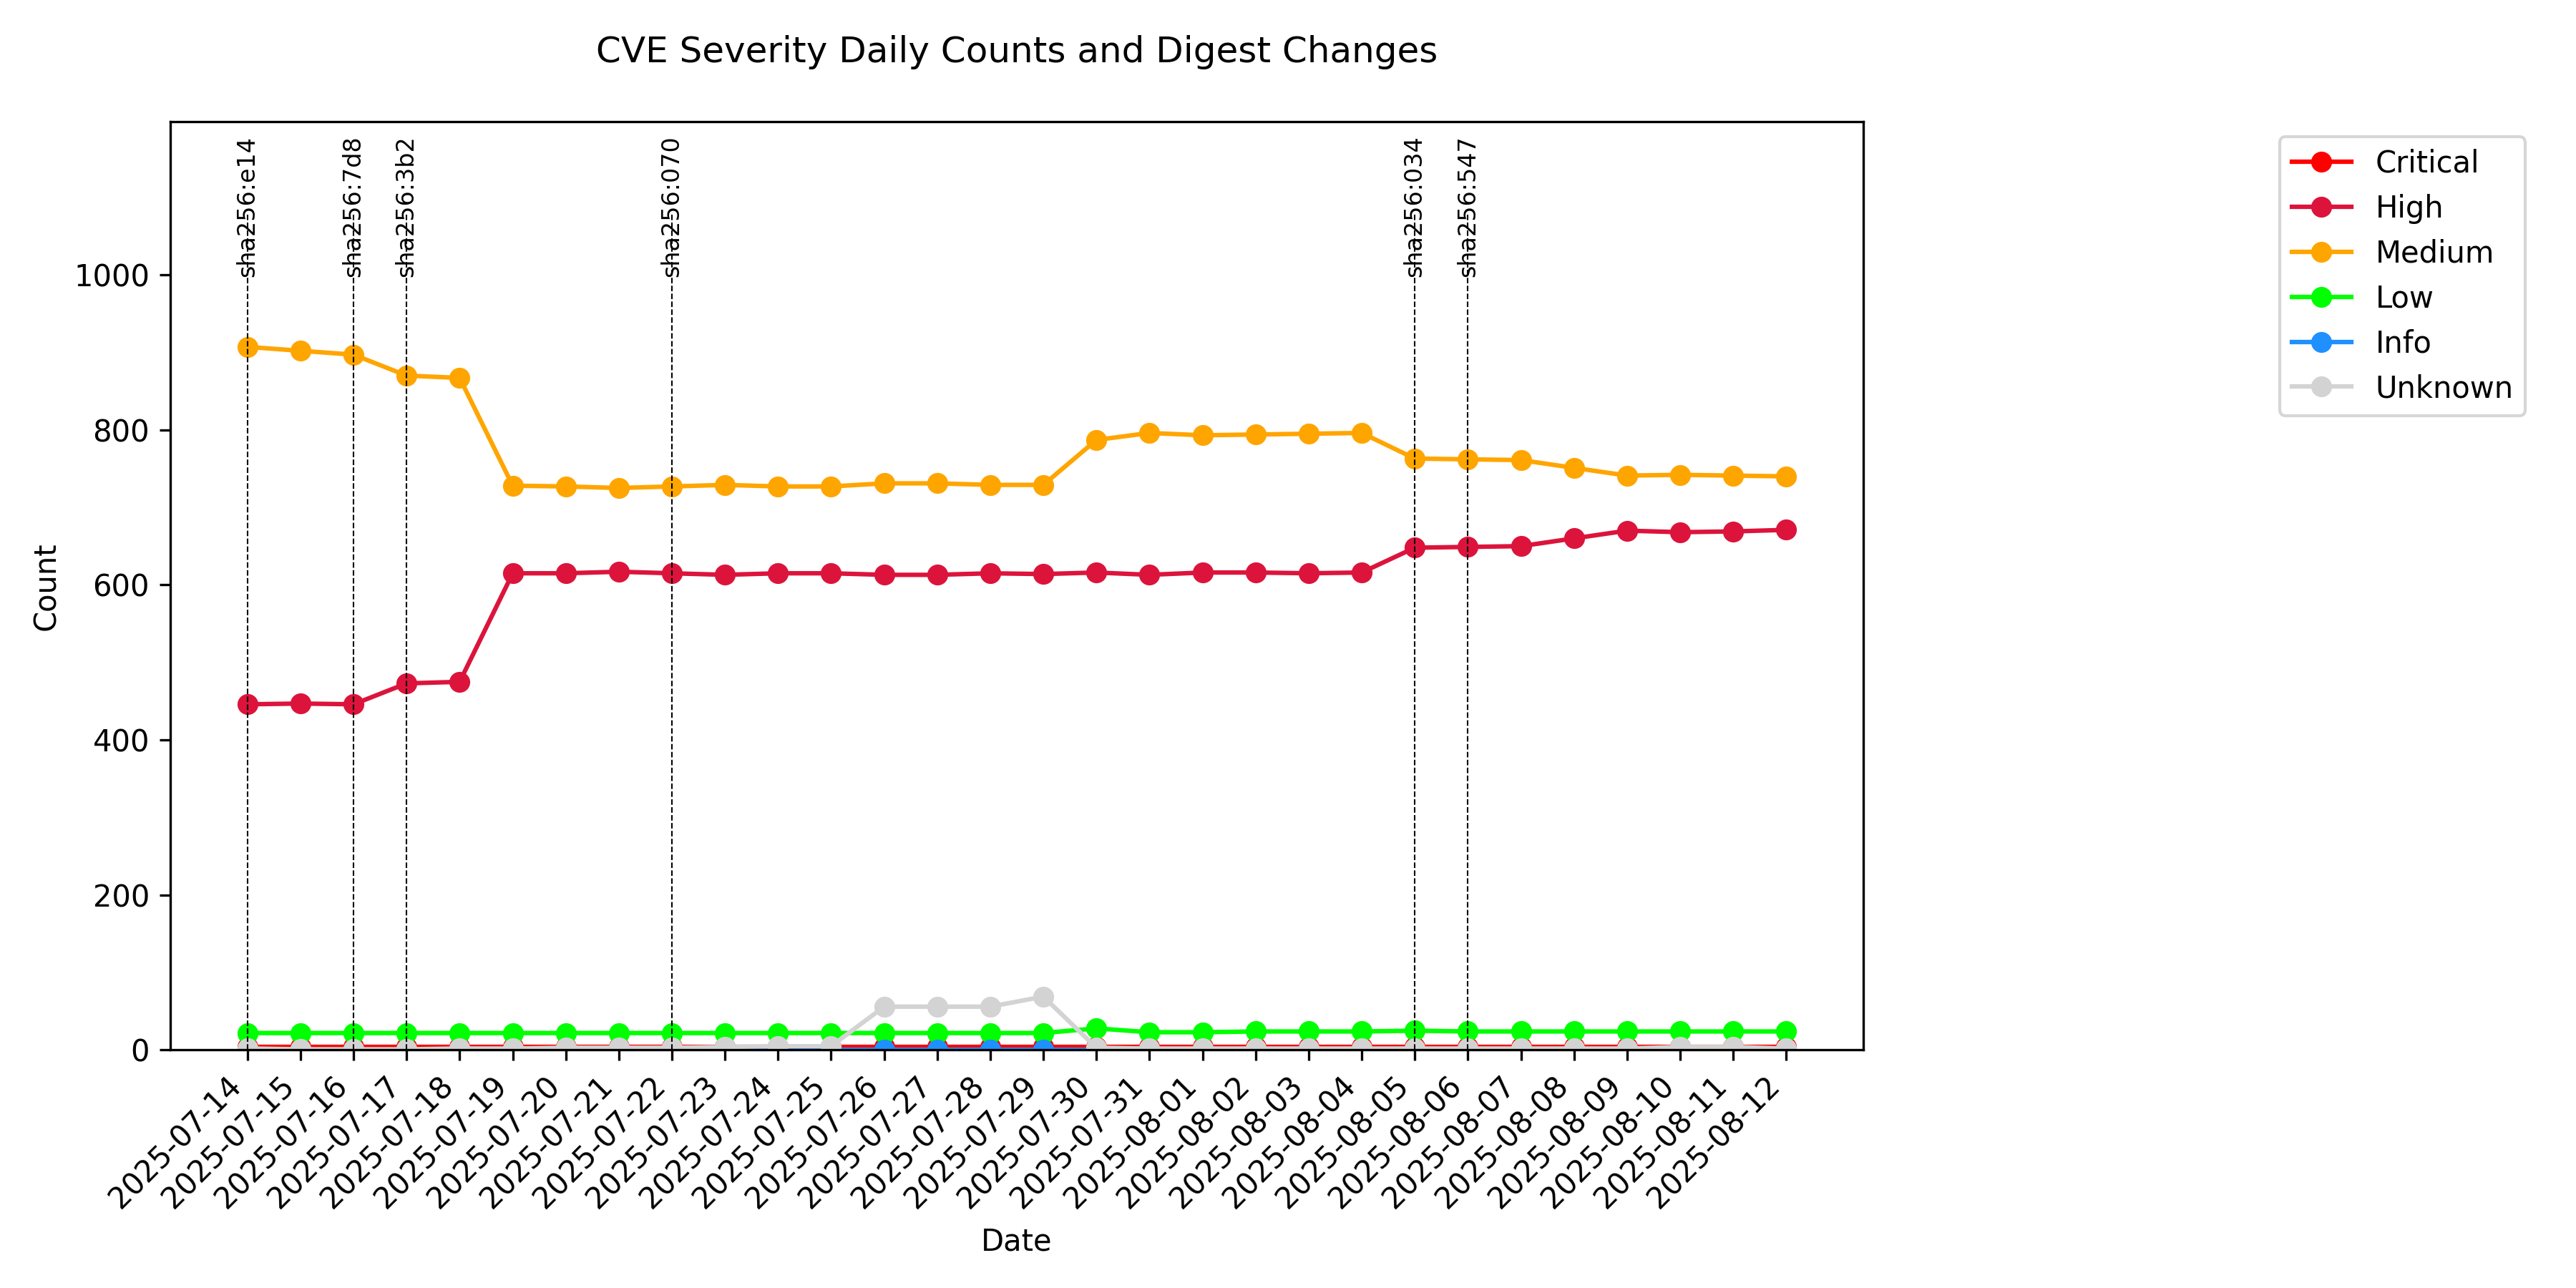 CVE Severity Daily Counts and Digest Changes
sha256:e14
sha256:7d8
sha256:3b2
sha256:070
sha256:034
sha256:547
Critical
High
Medium
Low
Info
Unknown
1000
800
600
400
200
0
Count
2025-07-14
2025-07-15
2025-07-16
2025-07-17
2025-07-18
2025-07-19
2025-07-20
2025-07-21
2025-07-22
2025-07-23
2025-07-24
2025-07-25
2025-07-26
2025-07-27
2025-07-28
2025-07-29
2025-07-30
2025-07-31
2025-08-01
2025-08-02
2025-08-03
2025-08-04
2025-08-05
2025-08-06
2025-08-07
2025-08-08
2025-08-09
2025-08-10
2025-08-11
2025-08-12
Date